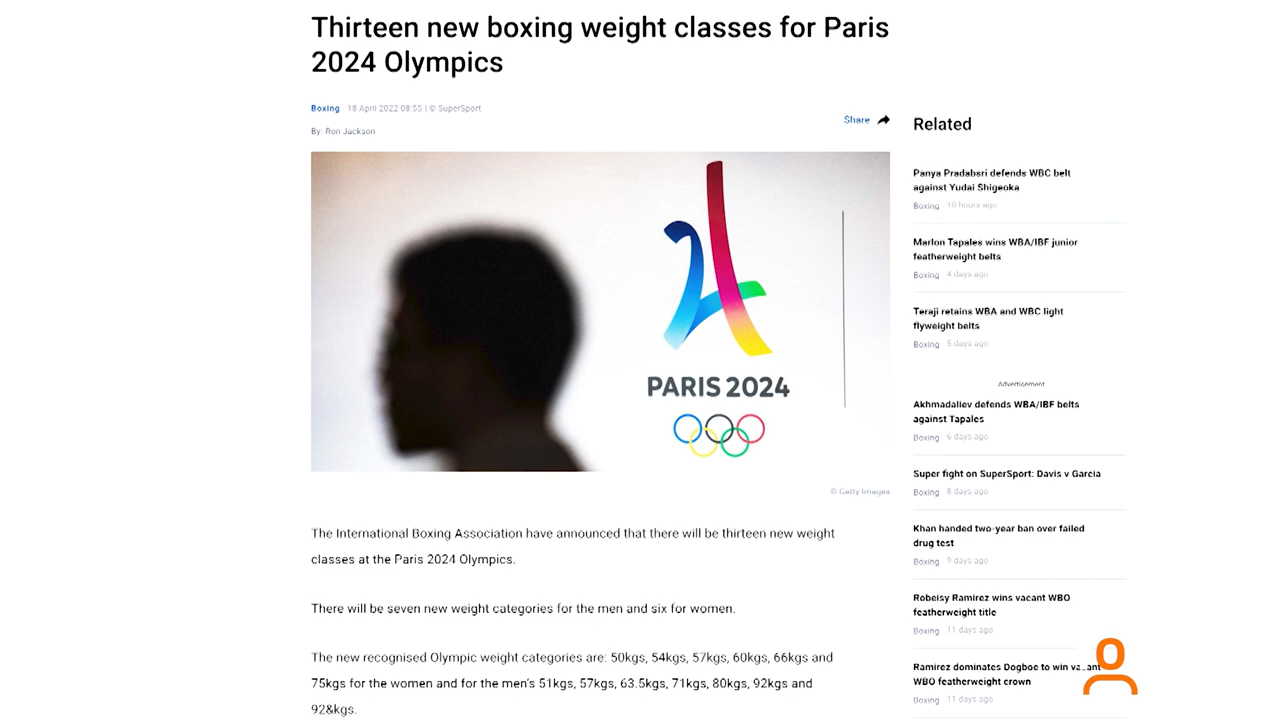 Thirteen new boxing weight classes for Paris
2024 Olympics
Boxing 18 April 2022 08:55 | © SuperSport
By: Ron Jackson
Share
PARIS 2024
© Getty Images
The International Boxing Association have announced that there will be thirteen new weight
classes at the Paris 2024 Olympics.
There will be seven new weight categories for the men and six for women.
The new recognised Olympic weight categories are: 50kgs, 54kgs, 57kgs, 60kgs, 66kgs and
75kgs for the women and for the men's 51kgs, 57kgs, 63.5kgs, 71kgs, 80kgs, 92kgs and
92&kgs.
Related
Panya Pradabsri defends WBC belt
against Yudai Shigeoka
Boxing 10 hours ago
Marlon Tapales wins WBA/IBF junior
featherweight belts
Boxing 4 days ago
Teraji retains WBA and WBC light
flyweight belts
Boxing 5 days ago
Advertisement
Akhmadaliev defends WBA/IBF belts
against Tapales
Boxing 6 days ago
Super fight on SuperSport: Davis v Garcia
Boxing 8 days ago
Khan handed two-year ban over failed
drug test
Boxing 9 days ago
Robeisy Ramirez wins vacant WBO
featherweight title
Boxing 11 days ago
Ramirez dominates Dogboe to win
WBO featherweight crown
Boxing 11 days ago